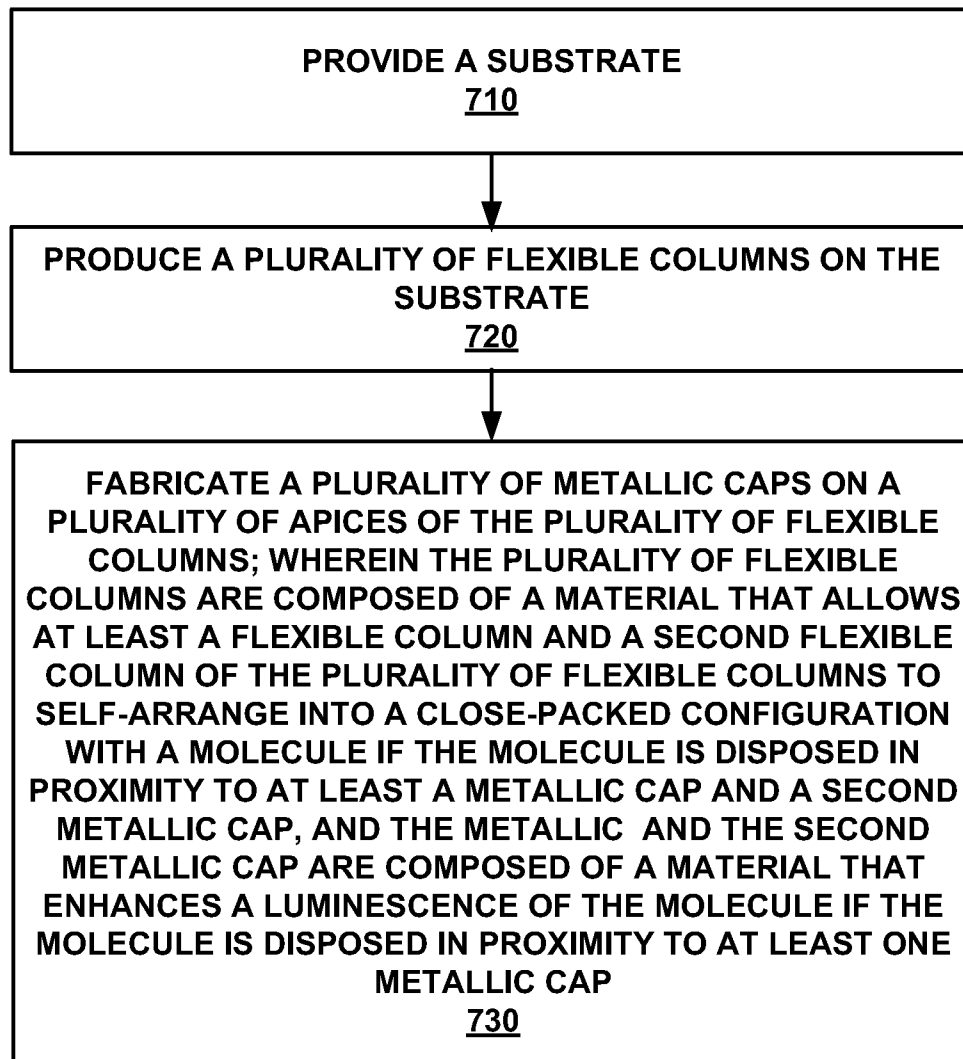 PROVIDE A SUBSTRATE
710
PRODUCE A PLURALITY OF FLEXIBLE COLUMNS ON THE
SUBSTRATE
720
FABRICATE A PLURALITY OF METALLIC CAPS ON A
PLURALITY OF APICES OF THE PLURALITY OF FLEXIBLE
COLUMNS; WHEREIN THE PLURALITY OF FLEXIBLE
COLUMNS ARE COMPOSED OF A MATERIAL THAT ALLOWS
AT LEAST A FLEXIBLE COLUMN AND A SECOND FLEXIBLE
COLUMN OF THE PLURALITY OF FLEXIBLE COLUMNS TO
SELF-ARRANGE INTO A CLOSE-PACKED CONFIGURATION
WITH A MOLECULE IF THE MOLECULE IS DISPOSED IN
PROXIMITY TO AT LEAST A METALLIC CAP AND A SECOND
METALLIC CAP, AND THE METALLIC AND THE SECOND
METALLIC CAP ARE COMPOSED OF A MATERIAL THAT
ENHANCES A LUMINESCENCE OF THE MOLECULE IF THE
MOLECULE IS DISPOSED IN PROXIMITY TO AT LEAST ONE
METALLIC CAP
730